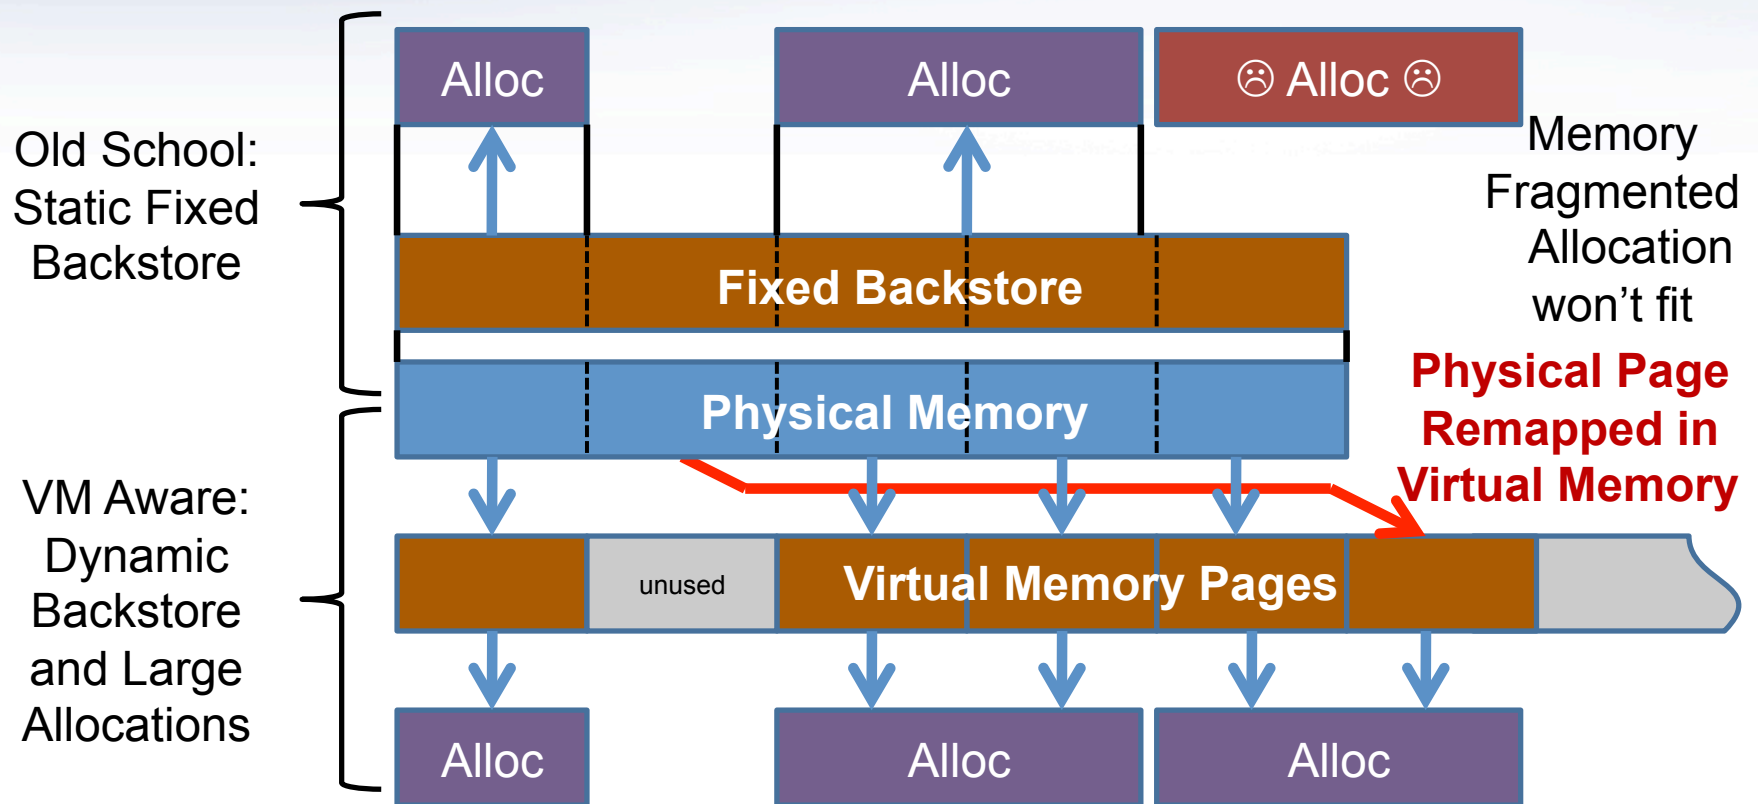 Alloc
Alloc
☹ Alloc ☹
Old School:
Static Fixed
Backstore
Memory
Fragmented
Allocation
won’t fit
Fixed Backstore
Physical Memory
Physical Page
Remapped in
Virtual Memory
VM Aware:
Dynamic
Backstore
and Large
Allocations
unused
Virtual Memory Pages
Alloc
Alloc
Alloc